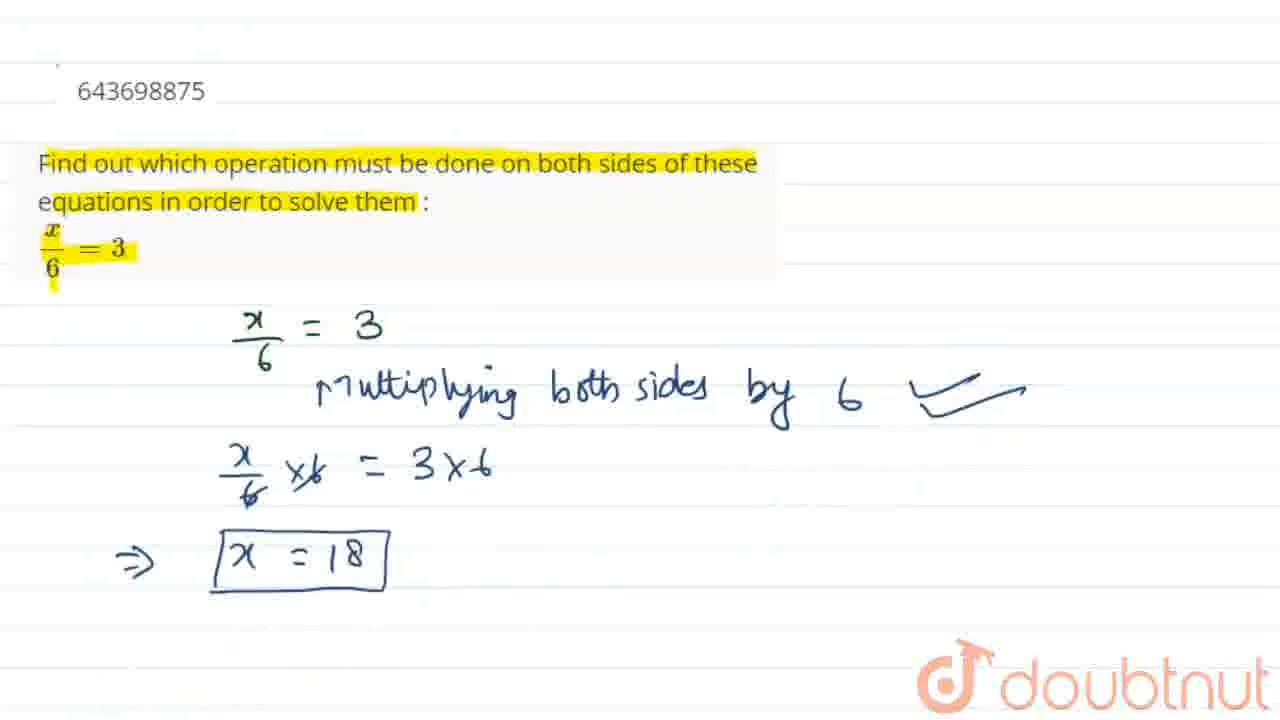 643698875
Find out which operation must be done on both sides of these
equations in order to solve them :
x/6 = 3
x/6 = 3
Multiplying both sides by 6
x/6 × 6 = 3 × 6
⇒ x = 18
doubtnut